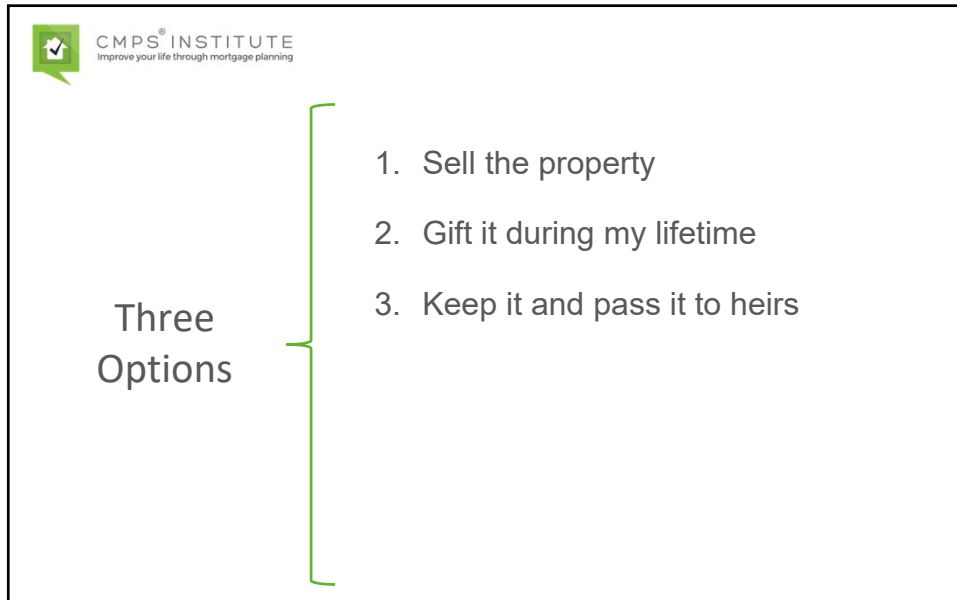 CMPS® INSTITUTE
Improve your life through mortgage planning
Three
Options
1. Sell the property
2. Gift it during my lifetime
3. Keep it and pass it to heirs